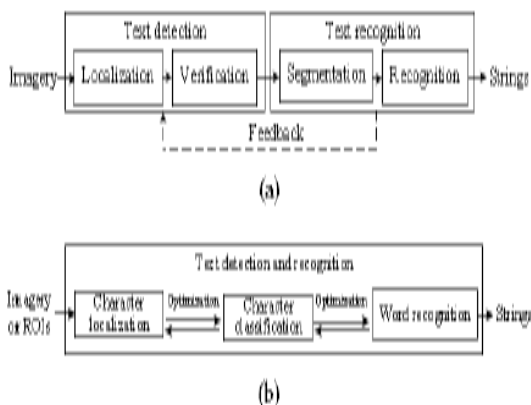 Text detection Text recognition
Imagery Localization Verification Segmentation Recognition Strings
Feedback
(a)
Text detection and recognition
Imagery
or ROIs
Character
localization
Optimization
Character
classification
Optimization
Word recognition
Strings
(b)